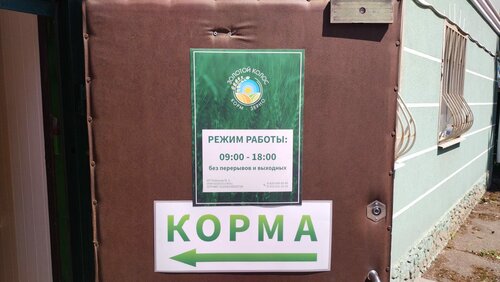 ЗОЛОТОЙ КОЛОС
КОРМ ЗЕРНО
РЕЖИМ РАБОТЫ:
09:00 - 18:00
без перерывов и выходных
КОРМА